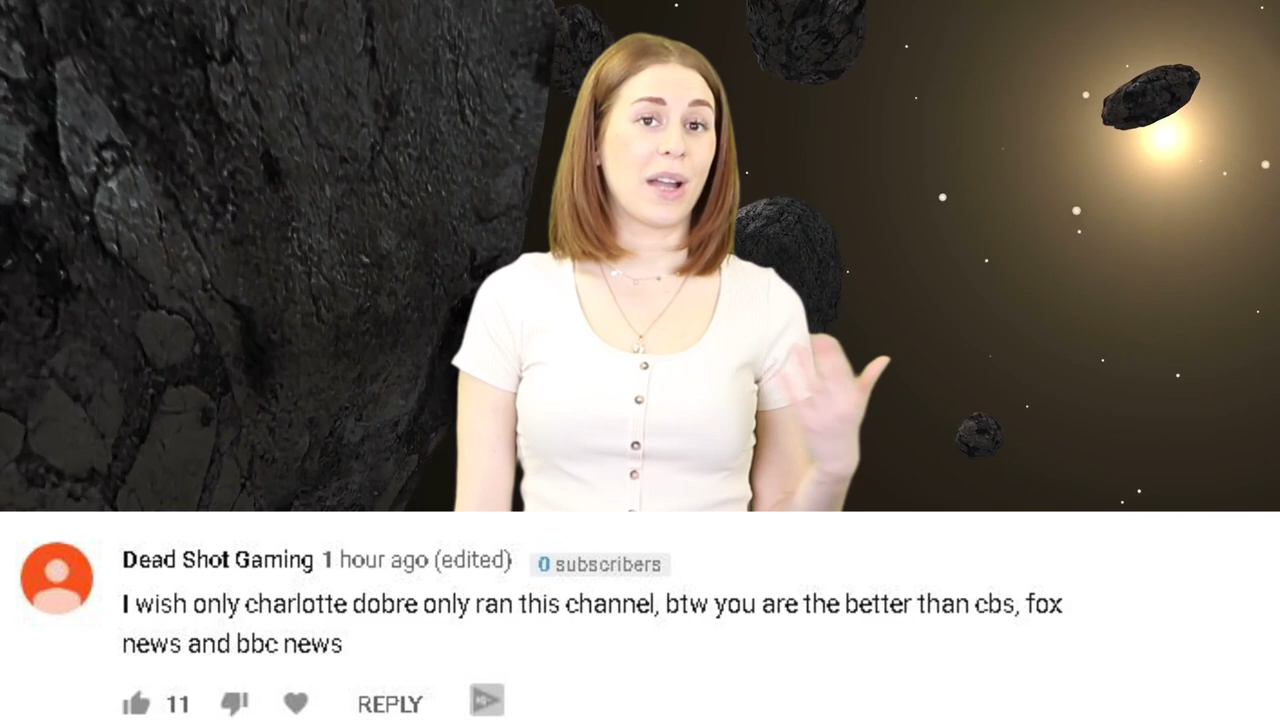 Dead Shot Gaming 1 hour ago (edited) 0 subscribers
I wish only charlotte dobre only ran this channel, btw you are the better than cbs, fox
news and bbc news
11 REPLY